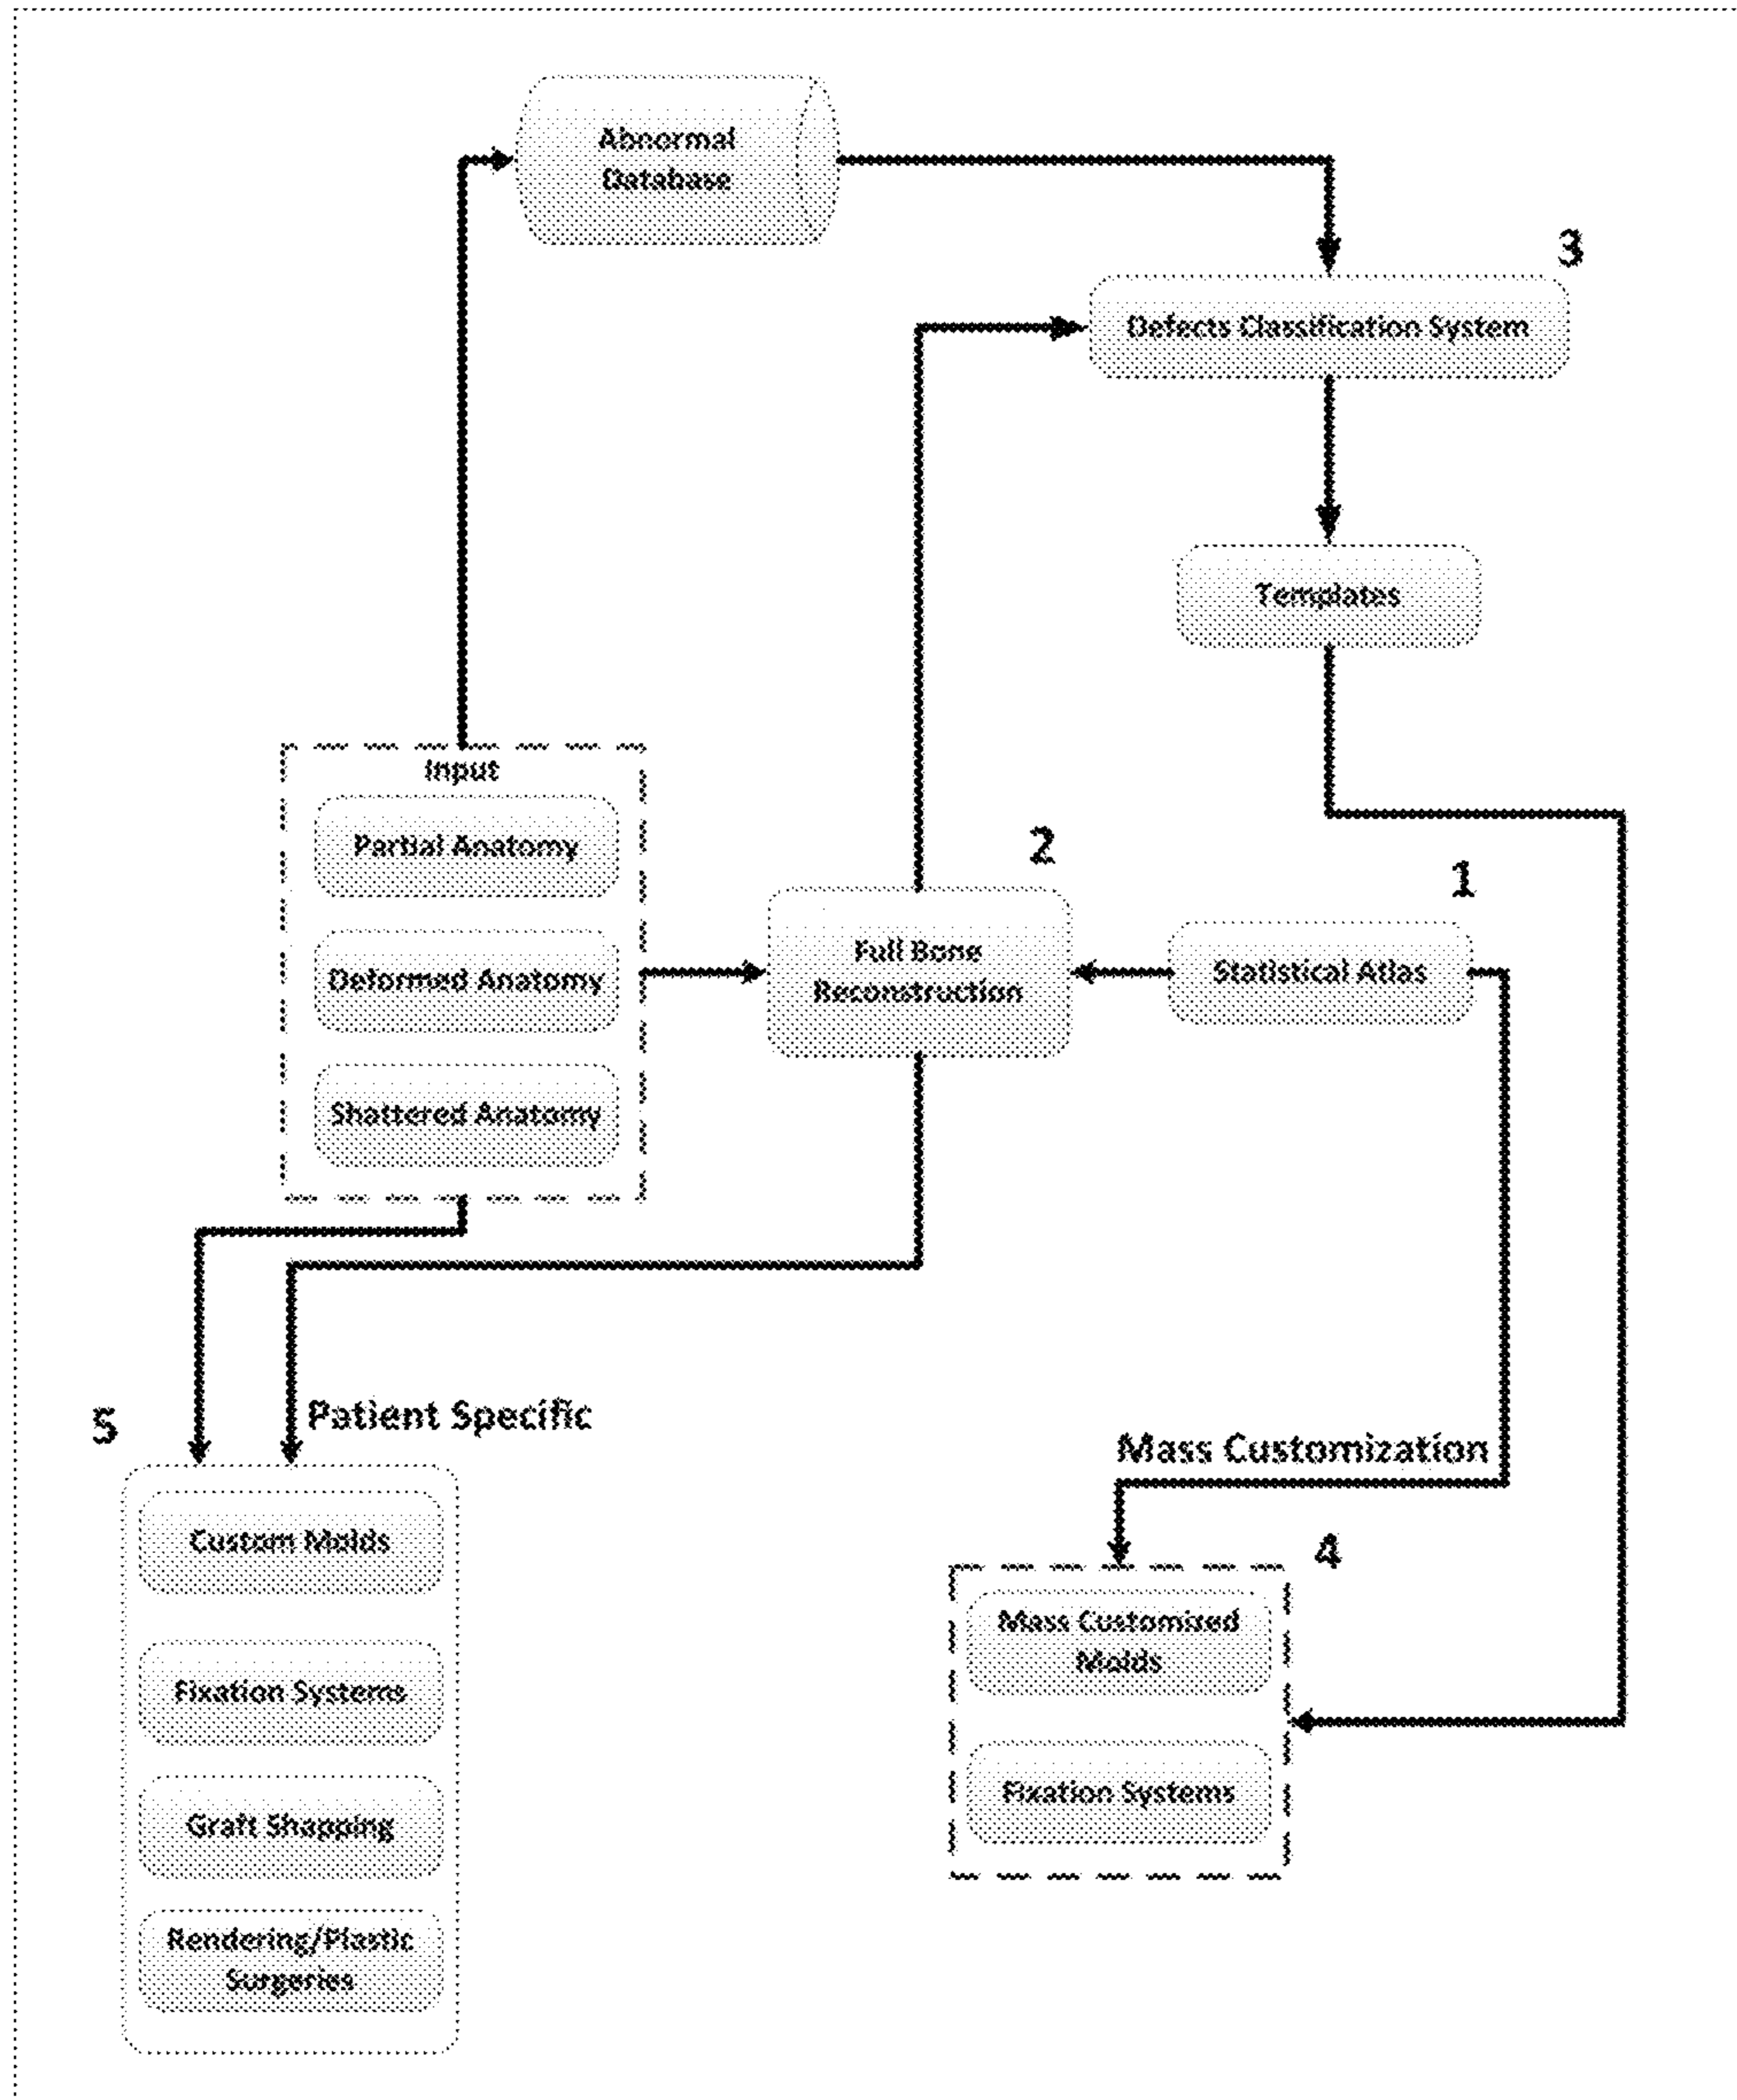 Abnormal
Database
3
Defects Classification System
Templates
Input
Partial Anatomy
2
1
Full Bone
Reconstruction
Statistical Atlas
Deformed Anatomy
Shattered Anatomy
5
Patient Specific
Mass Customization
Custom Molds
4
Mass Customized
Molds
Fixation Systems
Fixation Systems
Graft Shapping
Rendering/Plastic
Surgeries